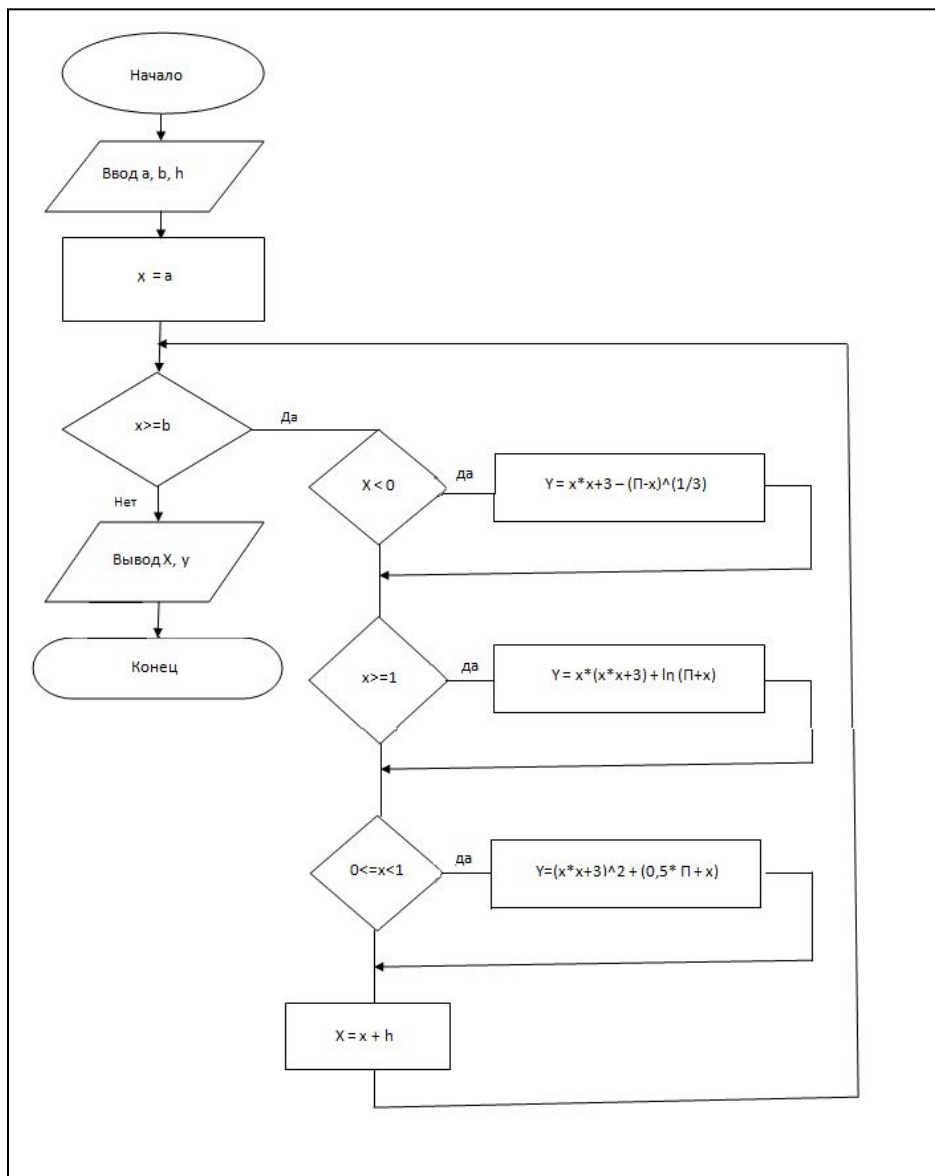 Начало
Ввод a, b, h
x = a
x>=b
Да
Нет
Вывод X, y
Конец
X < 0
да
Y = x*x+3 – (П-x)^(1/3)
x>=1
да
Y = x*(x*x+3) + ln (П+x)
0<=x<1
да
Y=(x*x+3)^2 + (0,5* П + x)
X = x + h